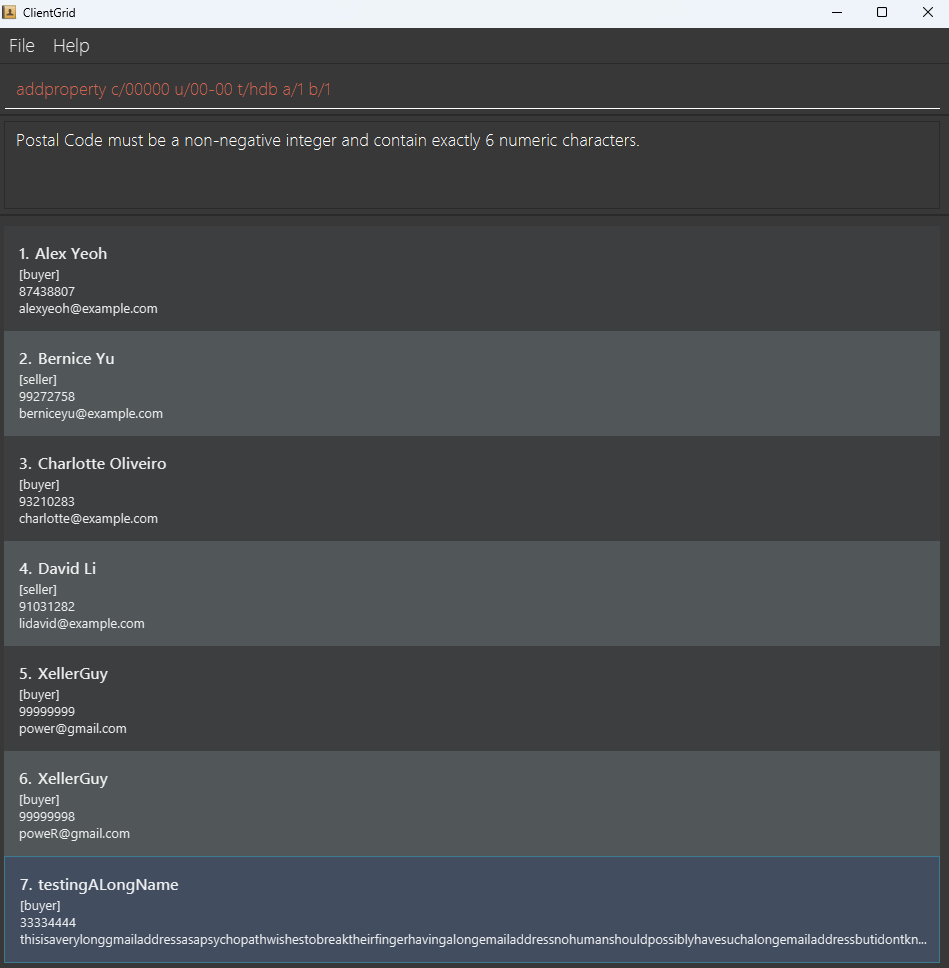 ClientGrid
File Help
addproperty c/00000 u/00-00 t/hdb a/1 b/1
Postal Code must be a non-negative integer and contain exactly 6 numeric characters.
1. Alex Yeoh
[buyer]
87438807
alexyeoh@example.com
2. Bernice Yu
[seller]
99272758
berniceyu@example.com
3. Charlotte Oliveiro
[buyer]
93210283
charlotte@example.com
4. David Li
[seller]
91031282
lidavid@example.com
5. XellerGuy
[buyer]
99999999
power@gmail.com
6. XellerGuy
[buyer]
99999998
poweR@gmail.com
7. testingALongName
[buyer]
33334444
thisisaverylonggmailaddressasapsychopathwishestobreaktheirfingerhavingalongemailaddressnohumanshouldpossiblyhavesuchalongemailaddressbutidontkn...